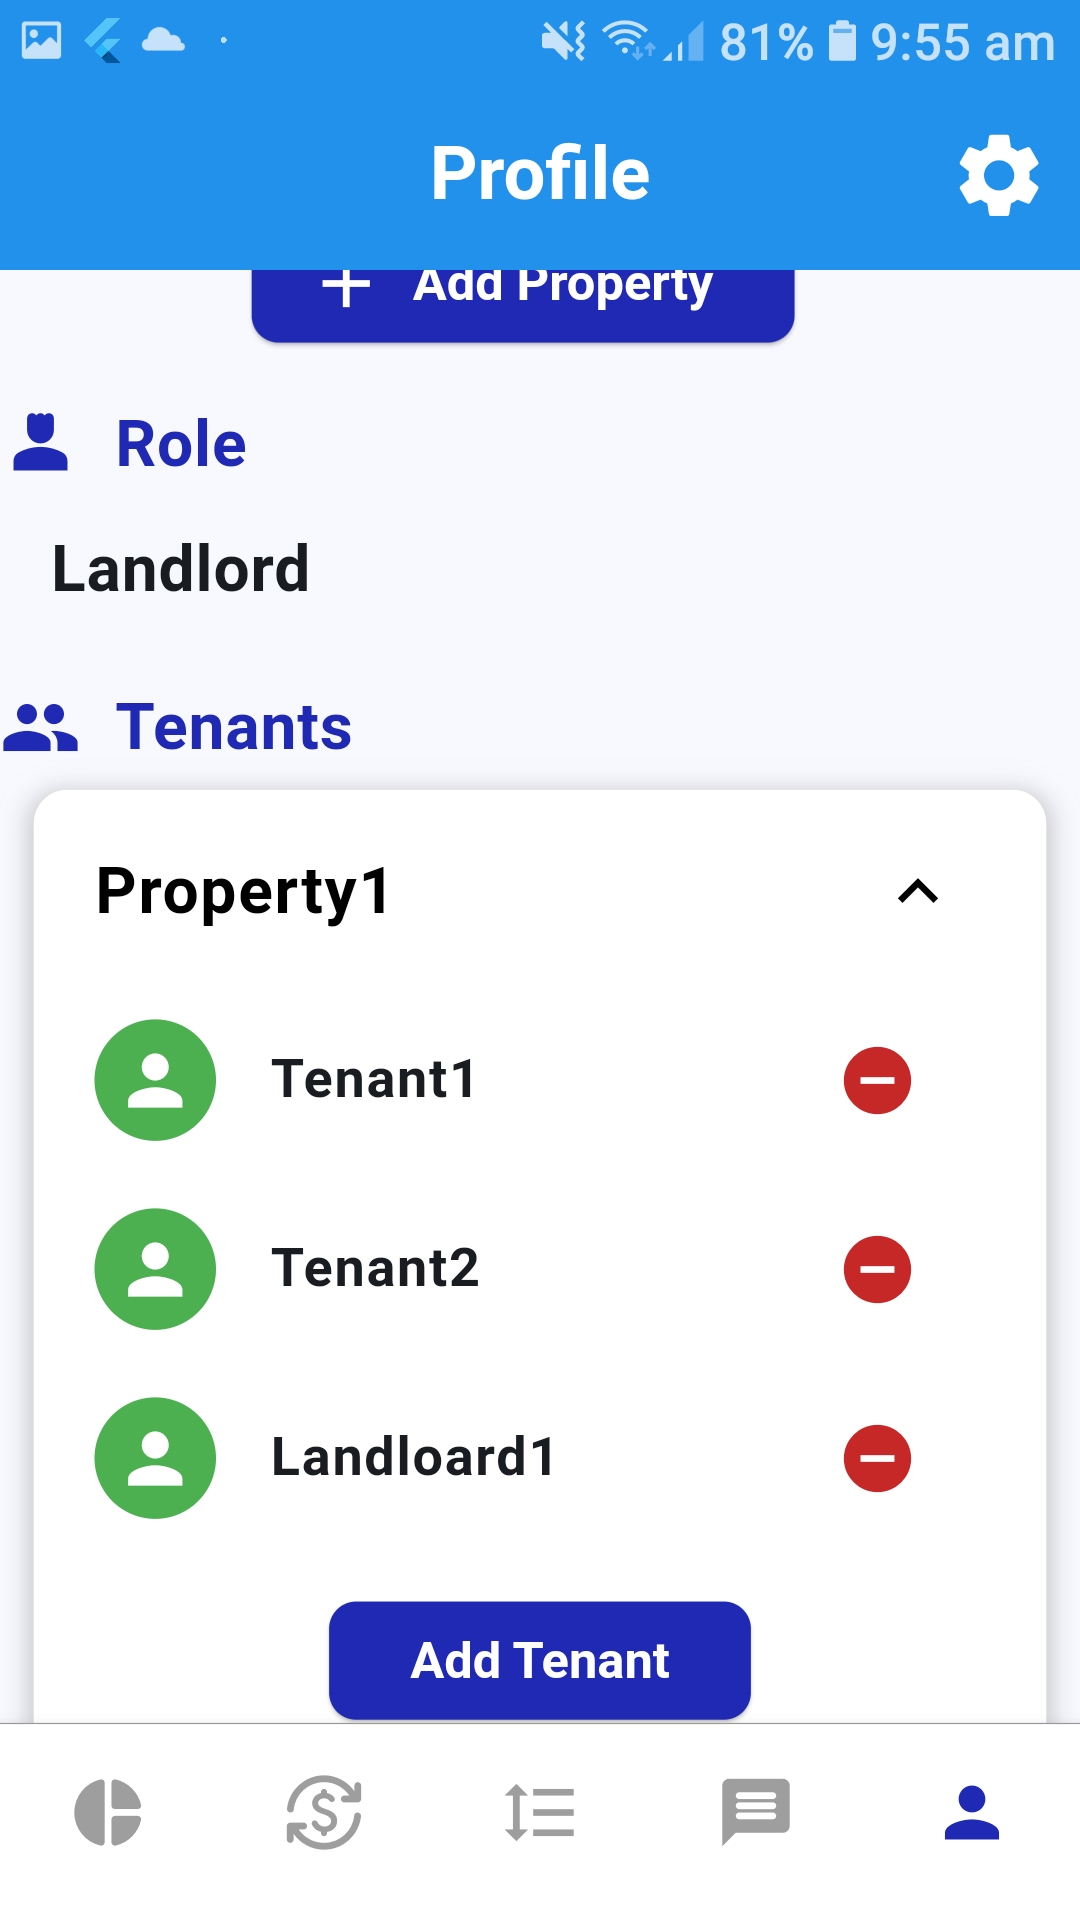 81% 9:55 am
Profile
Add Property
Role
Landlord
Tenants
Property1
Tenant1
Tenant2
Landloard1
Add Tenant